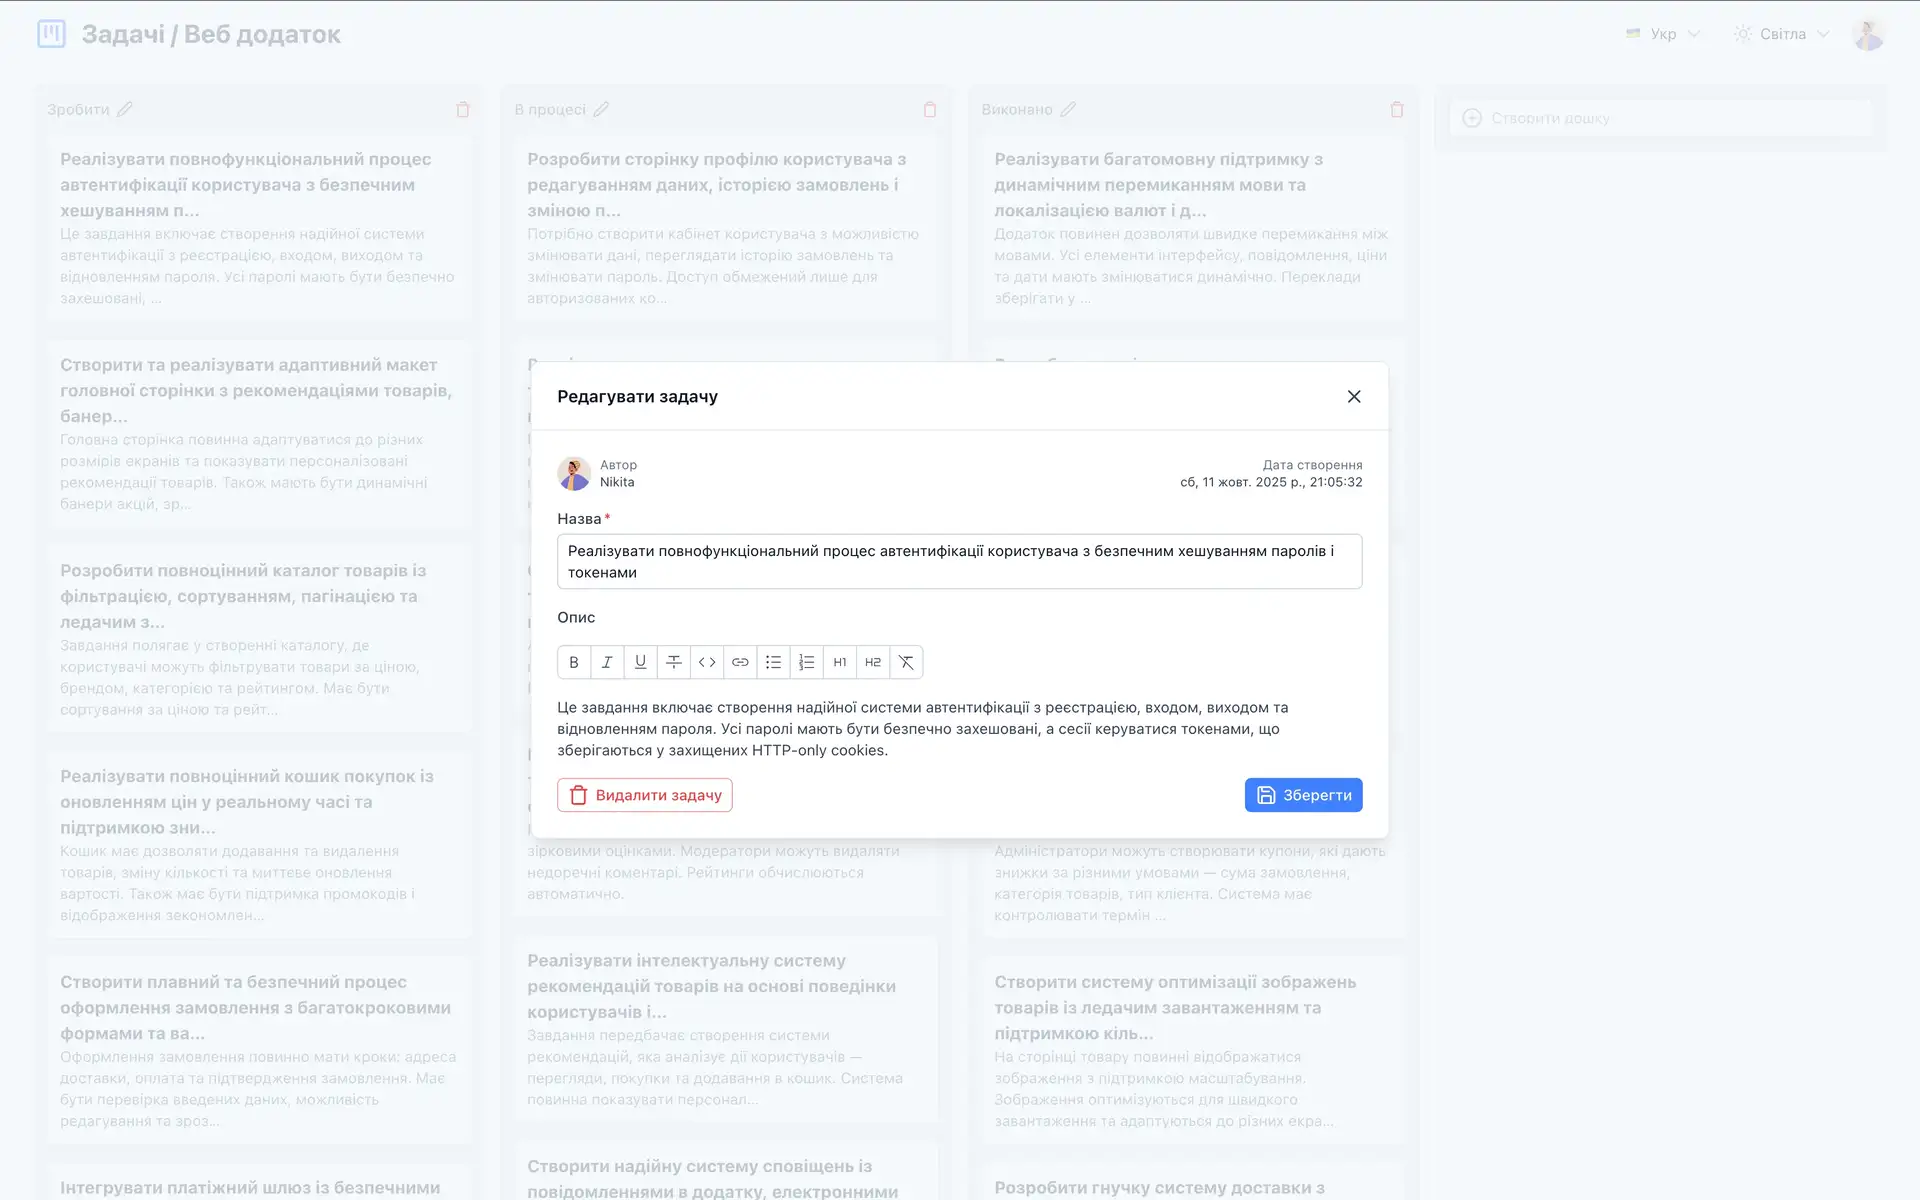 Задачі / Веб додаток
Укр
Світла
Зробити
Реалізувати повнофункціональний процес
автентифікації користувача з безпечним
хешуванням п...
Це завдання включає створення надійної системи
автентифікації з реєстрацією, входом, виходом та
відновленням пароля. Усі паролі мають бути безпечно
захешовані, ...
Створити та реалізувати адаптивний макет
головної сторінки з рекомендаціями товарів,
банер...
Головна сторінка повинна адаптуватися до різних
розмірів екранів та показувати персоналізовані
рекомендації товарів. Також мають бути динамічні
банери акцій, зр...
Розробити повноцінний каталог товарів із
фільтрацією, сортуванням, пагінацією та
ледачим з...
Завдання полягає у створенні каталогу, де
користувачі можуть фільтрувати товари за ціною,
брендом, категорією та рейтингом. Має бути
сортування за ціною та рейт...
Реалізувати повноцінний кошик покупок із
оновленням цін у реальному часі та
підтримкою зни...
Кошик має дозволяти додавання та видалення
товарів, зміну кількості та миттєве оновлення
вартості. Також має бути підтримка промокодів і
відображення зекономлен...
Створити плавний та безпечний процес
оформлення замовлення з багатокроковими
формами та ва...
Оформлення замовлення повинно мати кроки: адреса
доставки, оплата та підтвердження замовлення. Має
бути перевірка введених даних, можливість
редагування та зроз...
Інтегрувати платіжний шлюз із безпечними
В процесі
Розробити сторінку профілю користувача з
редагуванням даних, історією замовлень і
зміною п...
Потрібно створити кабінет користувача з можливістю
змінювати дані, переглядати історію замовлень та
змінювати пароль. Доступ обмежений лише для
авторизованих ко...
зірковими оцінками. Модератори можуть видаляти
недоречні коментарі. Рейтинги обчислюються
автоматично.
Реалізувати інтелектуальну систему
рекомендацій товарів на основі поведінки
користувачів і...
Завдання передбачає створення системи
рекомендацій, яка аналізує дії користувачів —
перегляди, покупки та додавання в кошик. Система
повинна показувати персонал...
Створити надійну систему сповіщень із
повідомленнями в додатку, електронними
Виконано
Реалізувати багатомовну підтримку з
динамічним перемиканням мови та
локалізацією валют і д...
Додаток повинен дозволяти швидке перемикання між
мовами. Усі елементи інтерфейсу, повідомлення, ціни
та дати мають змінюватися динамічно. Переклади
зберігати у ...
Адміністратори можуть створювати купони, які дають
знижки за різними умовами — сума замовлення,
категорія товарів, тип клієнта. Система має
контролювати термін ...
Створити систему оптимізації зображень
товарів із ледачим завантаженням та
підтримкою кіль...
На сторінці товару повинні відображатися
зображення з підтримкою масштабування.
Зображення оптимізуються для швидкого
завантаження та адаптуються до різних екра...
Розробити гнучку систему доставки з
Створити дошку
Редагувати задачу
Автор
Nikita
Дата створення
сб, 11 жовт. 2025 р., 21:05:32
Назва *
Реалізувати повнофункціональний процес автентифікації користувача з безпечним хешуванням паролів і
токенами
Опис
B I U T <> H1 H2
Це завдання включає створення надійної системи автентифікації з реєстрацією, входом, виходом та
відновленням пароля. Усі паролі мають бути безпечно захешовані, а сесії керуватися токенами, що
зберігаються у захищених HTTP-only cookies.
Видалити задачу
Зберегти